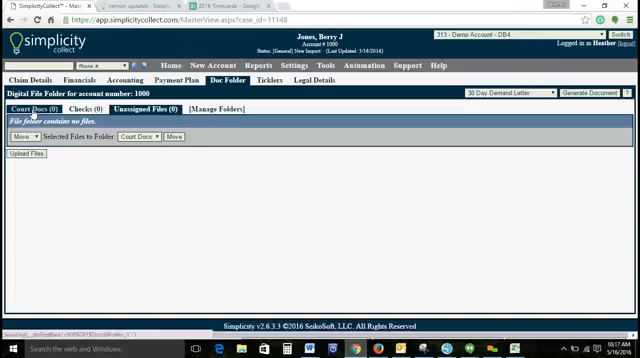 SimplicityCollect™ - Ma
version.updates - Simplicity
2016 Timecards - Google
https://www.simplicitycollect.com/MasterView.aspx?case_id=11148
simplicity
collect
Jones, Berry J
Account # 1000
Status: [General] New Import (Last Updated: 5/16/2016)
313 - Demo Account - DB4
Switch
Logged in as Heather
Phone #
Home New Account Reports Settings Tools Automation Support Help
Claim Details Financials Accounting Payment Plan Doc Folder Ticklers Legal Details
Digital File Folder for account number: 1000
30 Day Demand Letter
Generate Document
?
Court Docs (0) Checks (0) Unassigned Files (0) [Manage Folders]
File folder contains no files.
Move Selected Files to Folder: Court Docs Move
Upload Files
Simplicity v2.6.3.3 ©2016 SeikoSoft, LLC. All Rights Reserved
Search the web and Windows
10:17 AM
5/16/2016